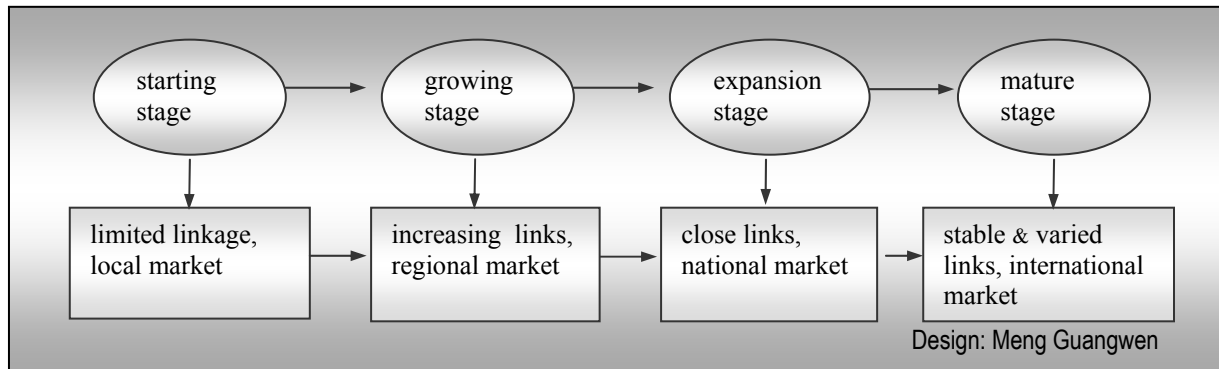 starting
stage
growing
stage
expansion
stage
mature
stage
limited linkage,
local market
increasing links,
regional market
close links,
national market
stable & varied
links, international
market
Design: Meng Guangwen